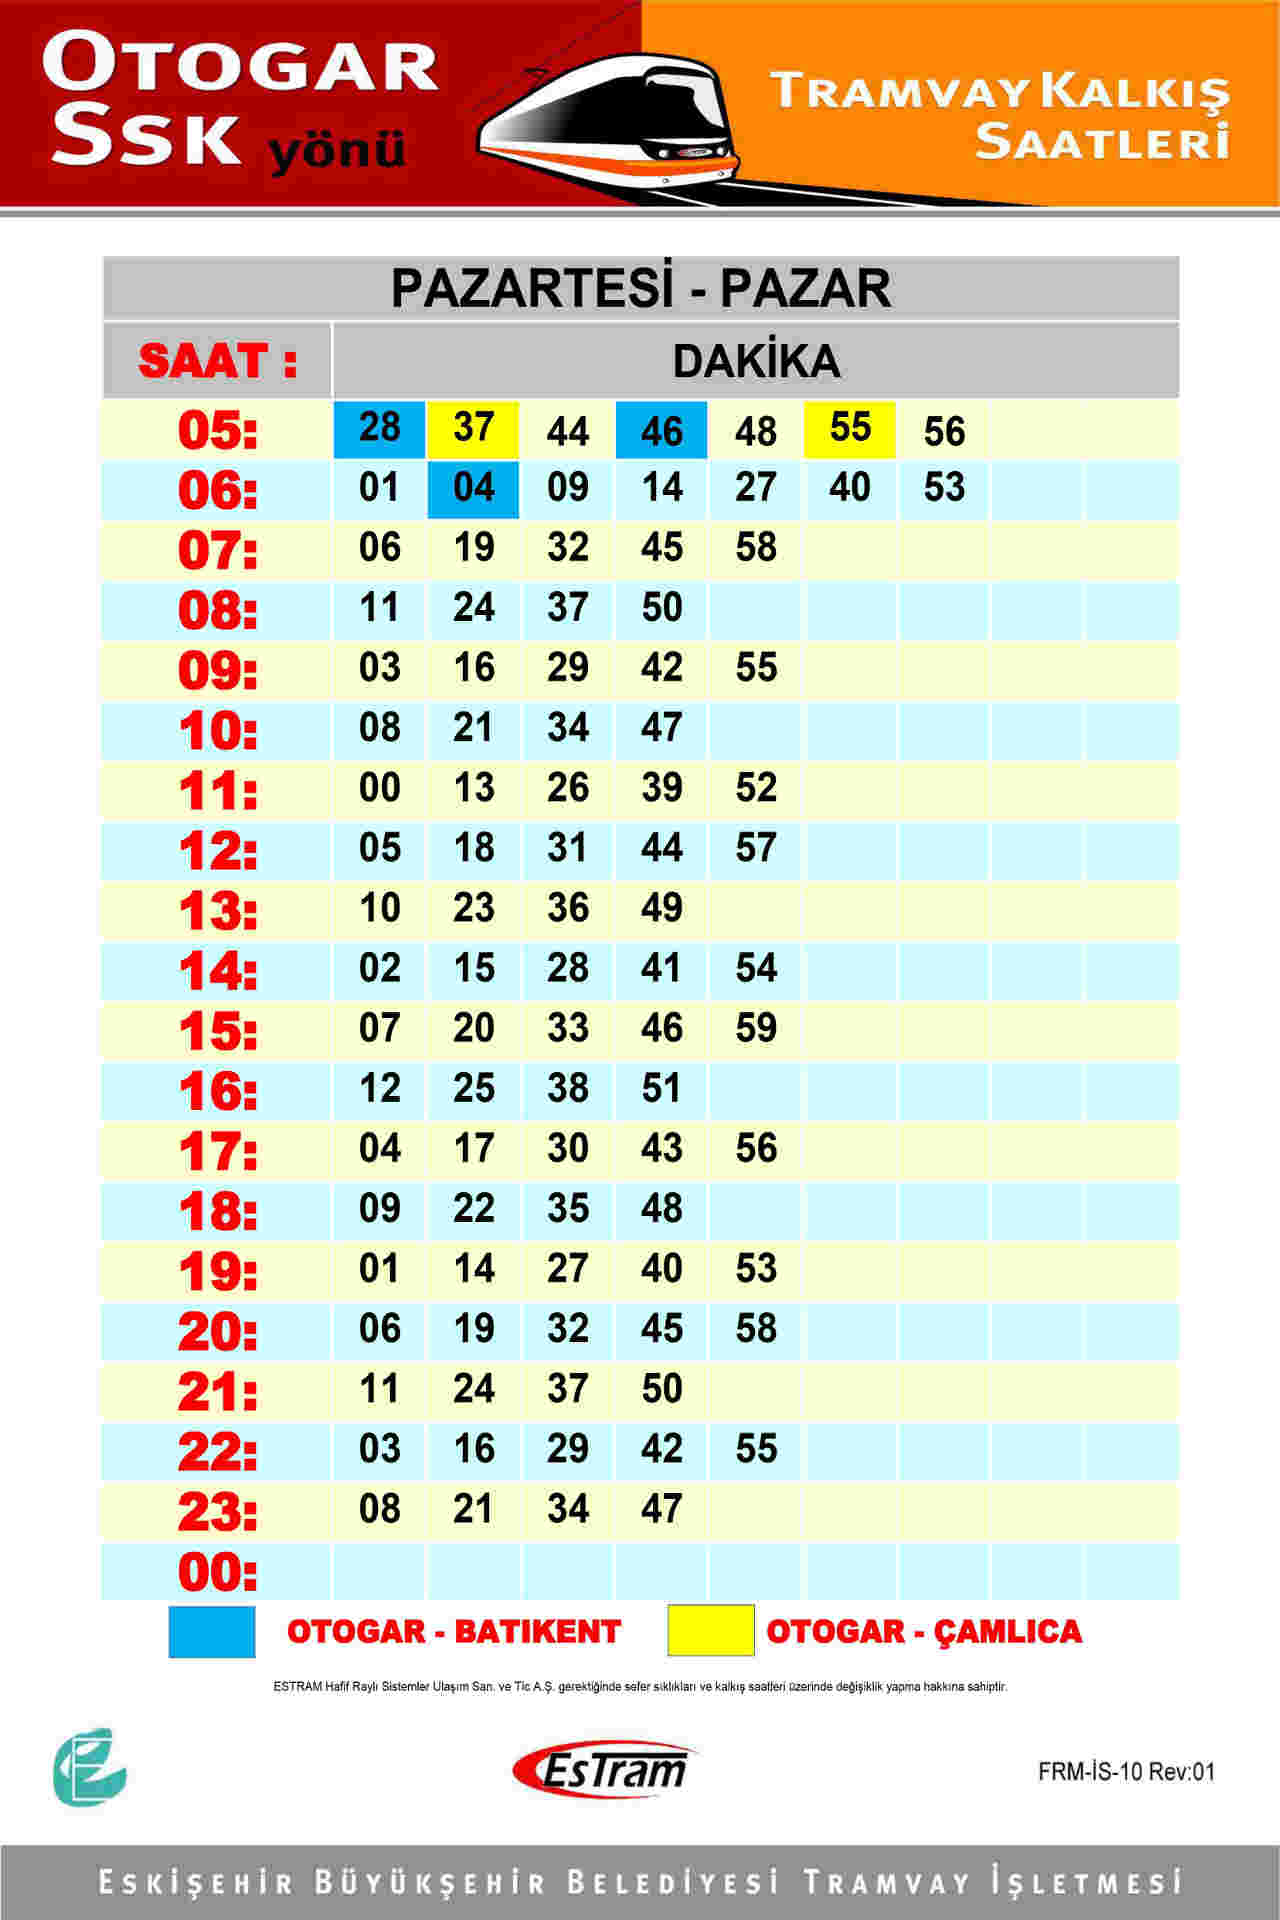 OTOGAR
SSK yönü
TRAMVAY KALKIŞ
SAATLERİ
PAZARTESİ - PAZAR
SAAT : DAKİKA
05: 28 37 44 46 48 55 56
06: 01 04 09 14 27 40 53
07: 06 19 32 45 58
08: 11 24 37 50
09: 03 16 29 42 55
10: 08 21 34 47
11: 00 13 26 39 52
12: 05 18 31 44 57
13: 10 23 36 49
14: 02 15 28 41 54
15: 07 20 33 46 59
16: 12 25 38 51
17: 04 17 30 43 56
18: 09 22 35 48
19: 01 14 27 40 53
20: 06 19 32 45 58
21: 11 24 37 50
22: 03 16 29 42 55
23: 08 21 34 47
00:
OTOGAR - BATIKENT OTOGAR - ÇAMLICA
ESTRAM Hafif Raylı Sistemler Ulaşım San. ve Tic A.Ş. gerektiğinde sefer sıklıkları ve kalkış saatleri üzerinde değişiklik yapma hakkına sahiptir.
EsTram
FRM-İS-10 Rev:01
ESKİŞEHİR BÜYÜKŞEHİR BELEDİYESİ TRAMVAY İŞLETMESİ